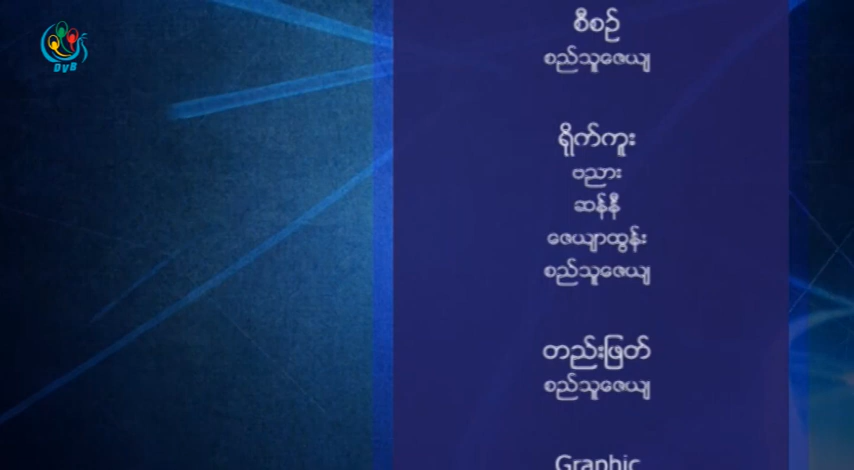 DVB
စီစဉ်
စည်သူဇေယျ
ရိုက်ကူး
ဗညား
ဆန်နီ
ဇေယျာထွန်း
စည်သူဇေယျ
တည်းဖြတ်
စည်သူဇေယျ
Graphic